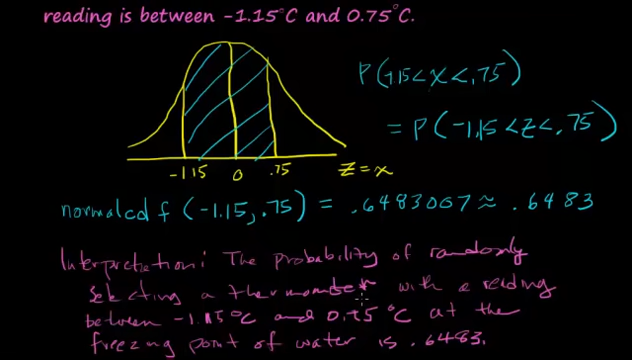 reading is between -1.15°C and 0.75°C.
P(-1.15<x<.75)
= P(-1.15<z<.75)
-1.15 0 .75 z=x
normalcdf (-1.15, .75) = .6483007 ≈ .6483
Interpretation: The probability of randomly
selecting a thermometer with a reading
between -1.15°C and 0.75°C at the
freezing point of water is .6483.